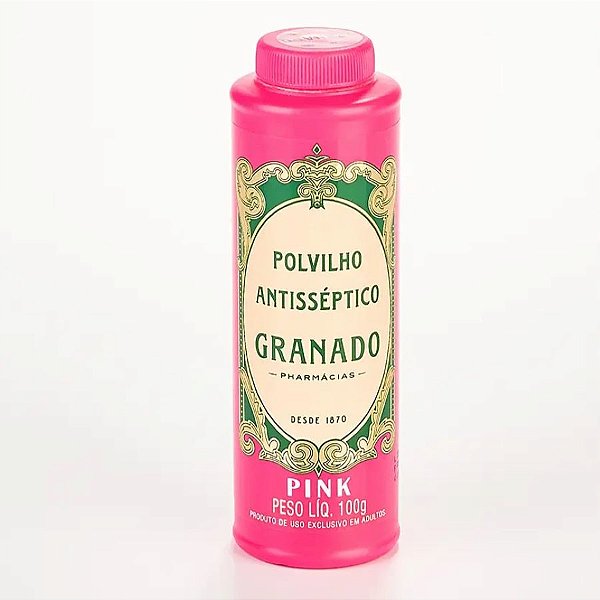 POLVILHO
ANTISSÉPTICO
GRANADO
PHARMÁCIAS
DESDE 1870
PINK
PESO LÍQ. 100g
PRODUTO DE USO EXCLUSIVO EM ADULTOS.